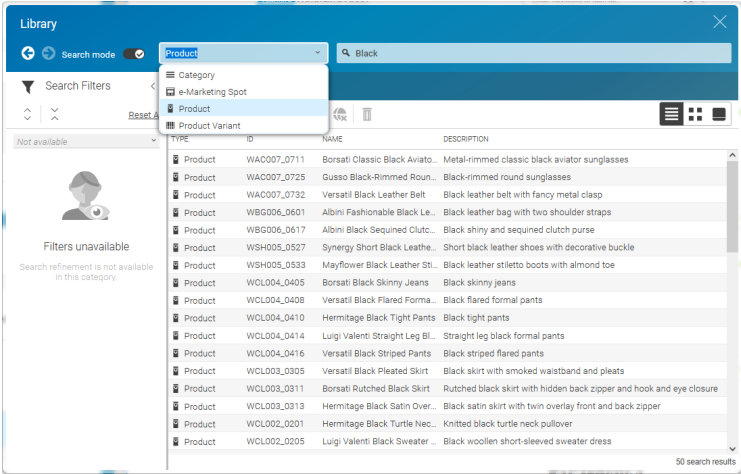 Library
Search mode
Product
Black
Search Filters
Category
e-Marketing Spot
Product
Product Variant
Reset A
Not available
TYPE ID NAME DESCRIPTION
Product WAC007_0711 Borsati Classic Black Aviato... Metal-rimmed classic black aviator sunglasses
Product WAC007_0725 Gusso Black-Rimmed Roun... Black-rimmed round sunglasses
Product WAC007_0732 Versatil Black Leather Belt Black leather belt with fancy metal clasp
Product WBG006_0601 Albini Fashionable Black Le... Black leather bag with two shoulder straps
Product WBG006_0617 Albini Black Sequined Clutc... Black shiny and sequined clutch purse
Product WSH005_0527 Synergy Short Black Leathe... Short black leather shoes with decorative buckle
Product WSH005_0533 Mayflower Black Leather Sti... Black leather stiletto boots with almond toe
Product WCL004_0405 Borsati Black Skinny Jeans Black skinny jeans
Product WCL004_0408 Versatil Black Flared Forma... Black flared formal pants
Product WCL004_0410 Hermitage Black Tight Pants Black tight pants
Product WCL004_0414 Luigi Valenti Straight Leg Bl... Straight leg black formal pants
Product WCL004_0416 Versatil Black Striped Pants Black striped flared pants
Product WCL003_0305 Versatil Black Pleated Skirt Black skirt with smoked waistband and pleats
Product WCL003_0311 Borsati Rutched Black Skirt Rutched black skirt with hidden back zipper and hook and eye closure
Product WCL003_0313 Hermitage Black Satin Over... Black satin skirt with twin overlay front and back zipper
Product WCL002_0201 Hermitage Black Turtle Nec... Knitted black turtle neck pullover
Product WCL002_0205 Luigi Valenti Black Sweater ... Black woollen short-sleeved sweater dress
Filters unavailable
Search refinement is not available
in this category.
50 search results